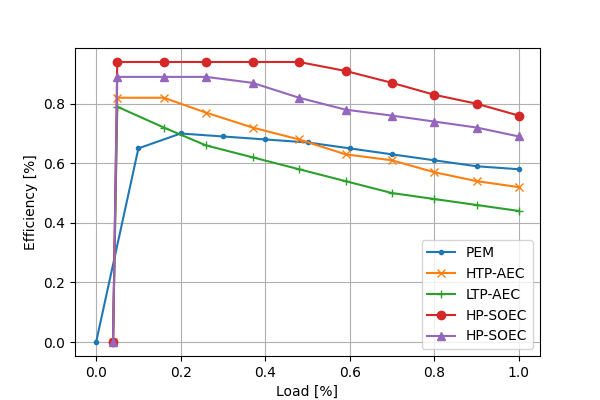 0.8
0.6
0.4
0.2
0.0
Efficiency [%]
0.0 0.2 0.4 0.6 0.8 1.0
Load [%]
PEM
HTP-AEC
LTP-AEC
HP-SOEC
HP-SOEC